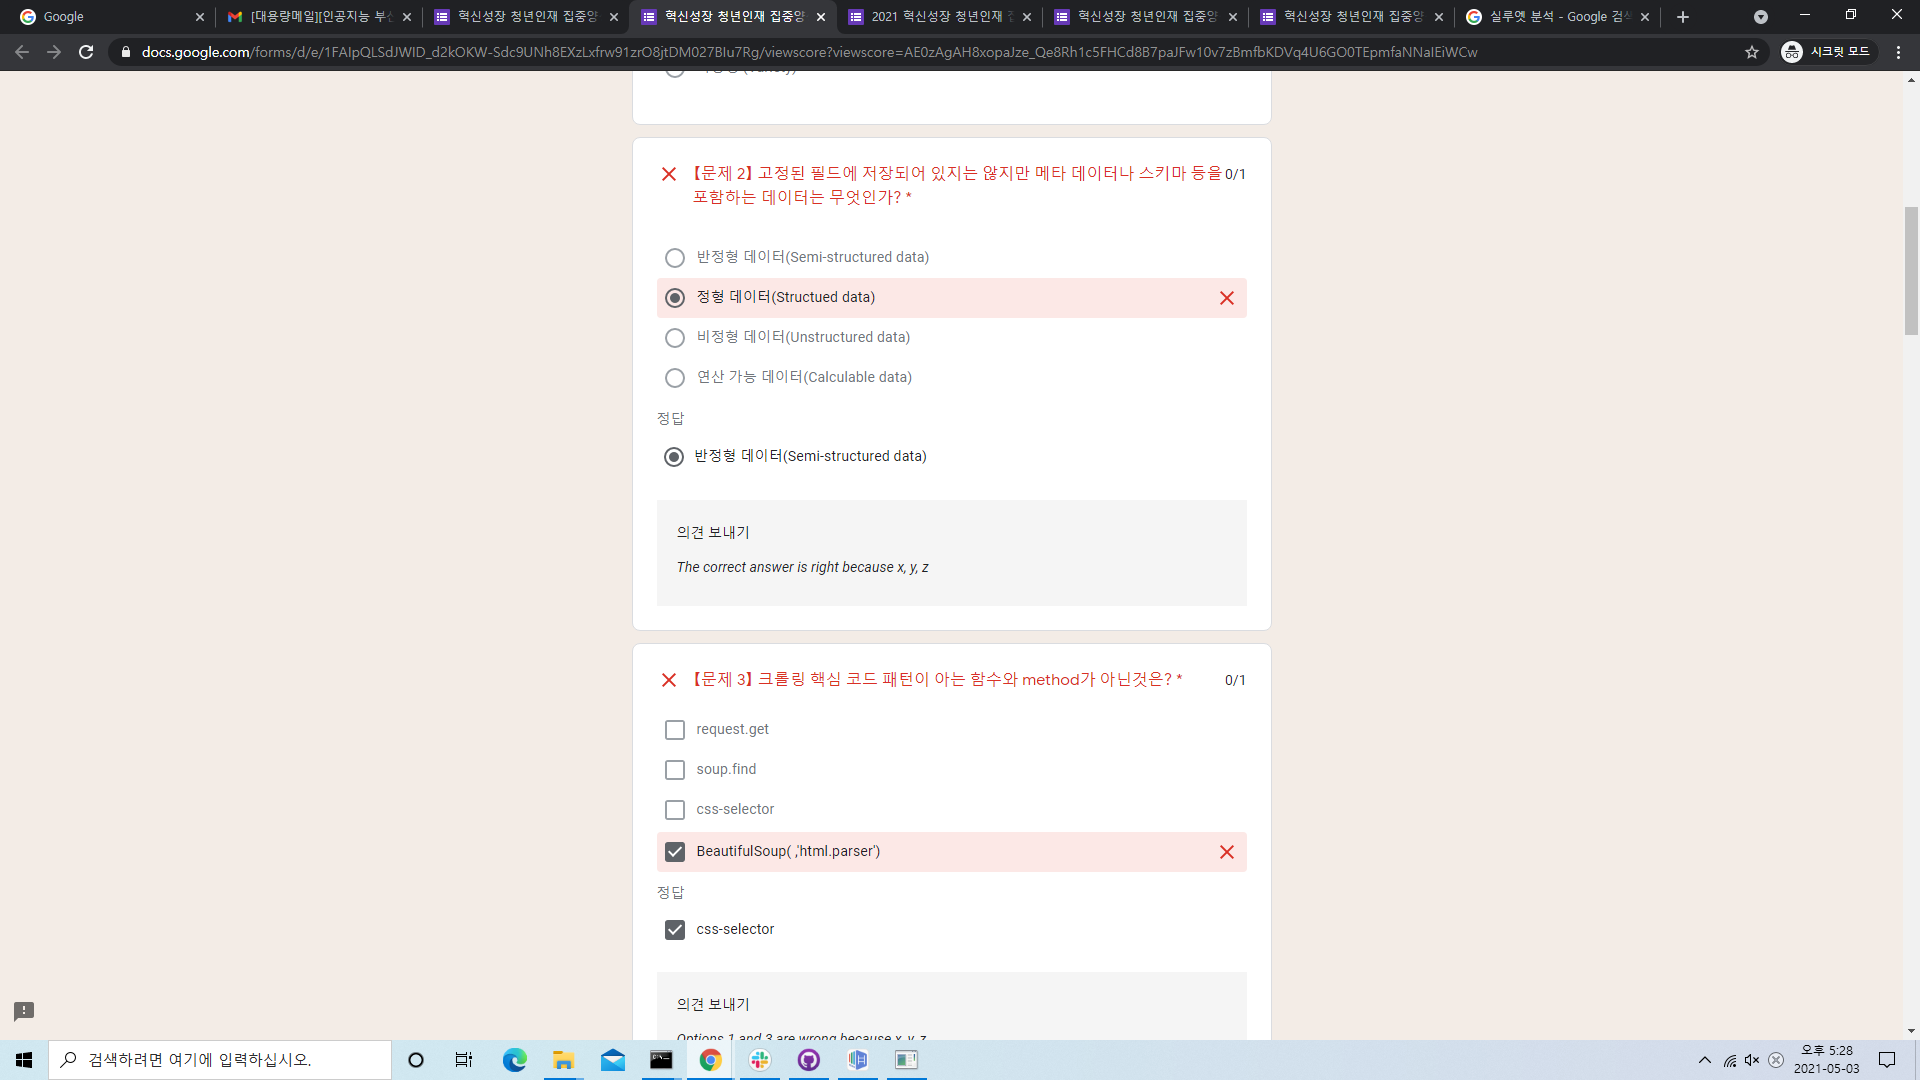 Google
[대용량메일][인공지능 부산
혁신성장 청년인재 집중양
혁신성장 청년인재 집중양
2021 혁신성장 청년인재 집
혁신성장 청년인재 집중양
혁신성장 청년인재 집중양
실루엣 분석 - Google 검색
docs.google.com/forms/d/e/1FAIpQLSdJWID_d2kOKW-Sdc9UNh8EXzLxfrw91zrO8jtDM027BIu7Rg/viewscore?viewscore=AE0zAgAH8xopaJze_Qe8Rh1c5FHCd8B7paJFw10v7zBmfbKDVq4U6GO0TEpmfaNNaIEiWCw
시크릿 모드
【문제 2】 고정된 필드에 저장되어 있지는 않지만 메타 데이터나 스키마 등을 0/1
포함하는 데이터는 무엇인가? *
반정형 데이터(Semi-structured data)
정형 데이터(Structued data)
비정형 데이터(Unstructured data)
연산 가능 데이터(Calculable data)
정답
반정형 데이터(Semi-structured data)
의견 보내기
The correct answer is right because x, y, z
【문제 3】 크롤링 핵심 코드 패턴이 아는 함수와 method가 아닌것은? * 0/1
request.get
soup.find
css-selector
BeautifulSoup( ,'html.parser')
정답
css-selector
의견 보내기
Options 1 and 3 are wrong because x, y, z
검색하려면 여기에 입력하십시오.
오후 5:28
2021-05-03